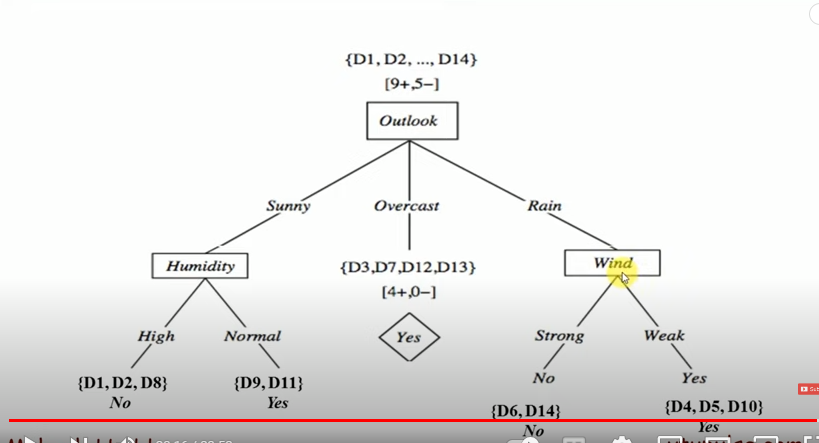 {D1, D2, ..., D14}
[9+,5−]
Outlook
Sunny
Overcast
Rain
Humidity
{D3,D7,D12,D13}
[4+,0−]
Yes
Wind
High
Normal
Strong
Weak
{D1, D2, D8}
No
{D9, D11}
Yes
No
Yes
{D6, D14}
No
{D4, D5, D10}
Yes